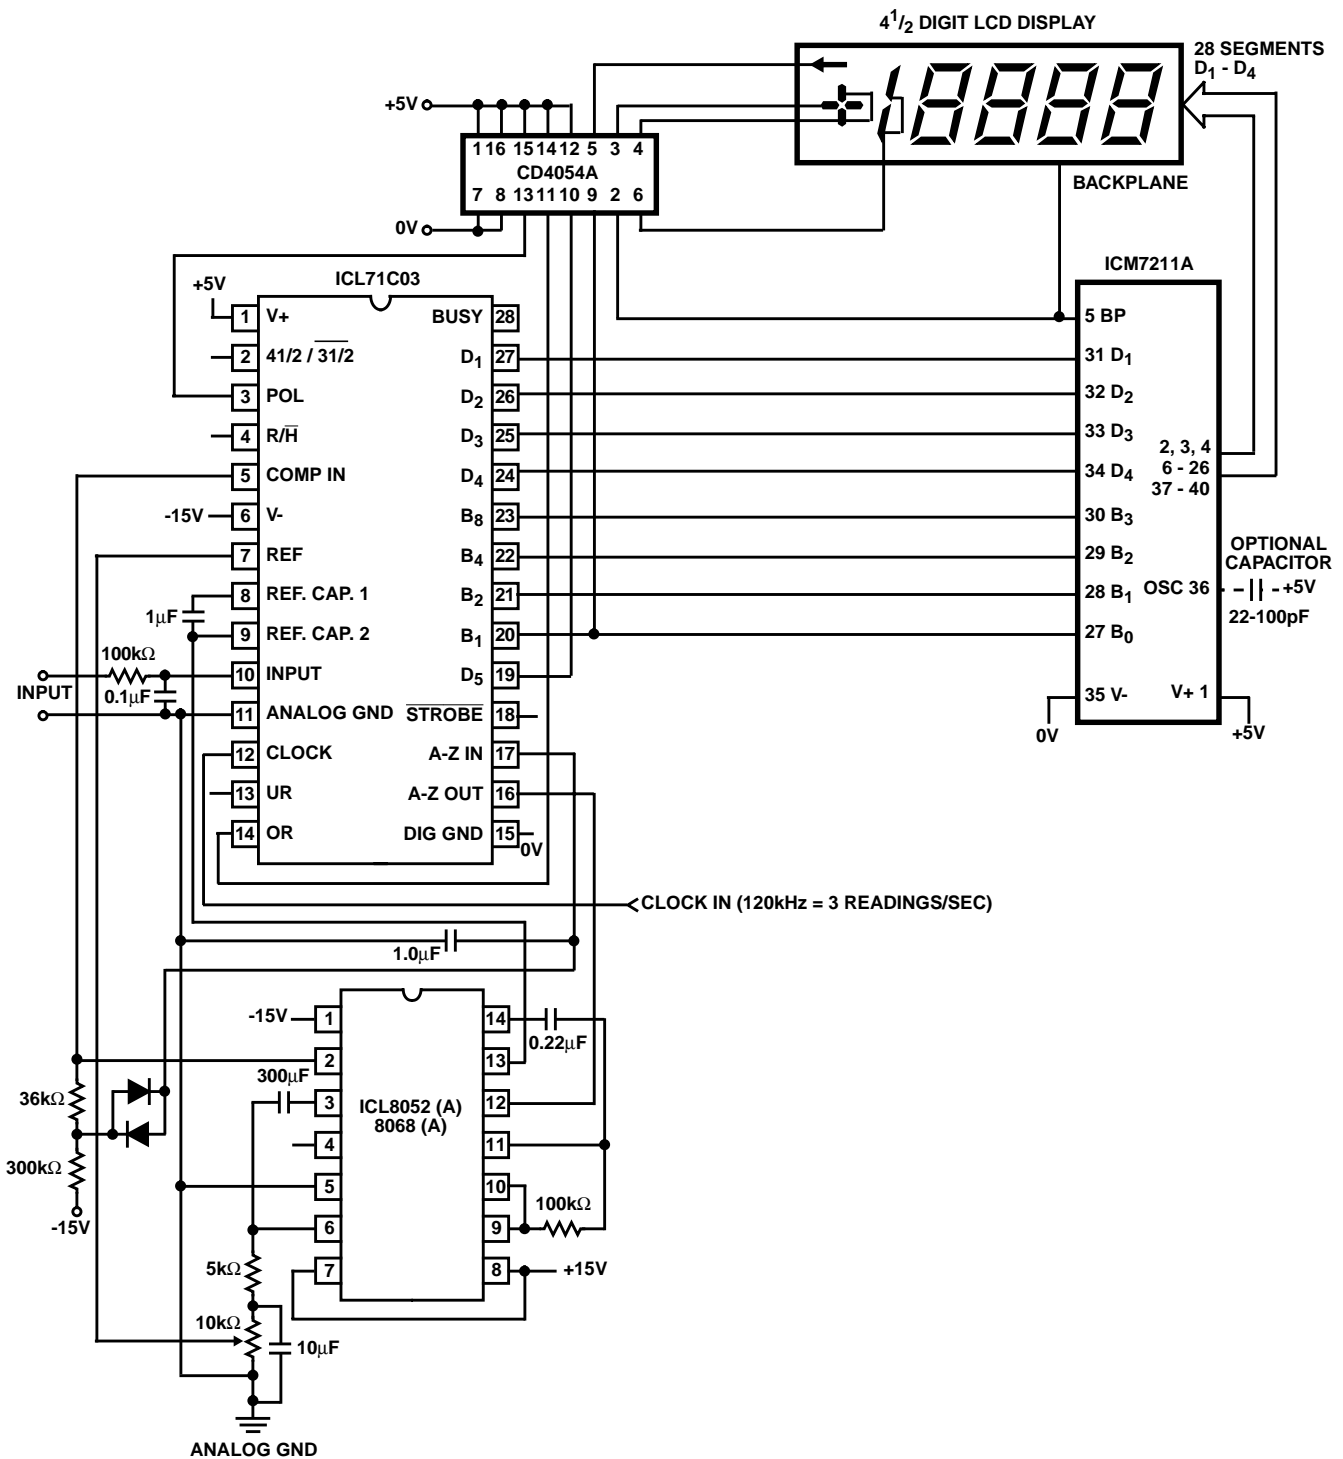 4 1/2 DIGIT LCD DISPLAY
28 SEGMENTS
D1 - D4
BACKPLANE
+5V
1 16 15 14 12 5 3 4
CD4054A
7 8 13 11 10 9 2 6
0V
ICL71C03
+5V
1 V+
2 41/2 / 31/2
3 POL
4 R/H
5 COMP IN
-15V 6 V-
7 REF
8 REF. CAP. 1
1µF
9 REF. CAP. 2
100kΩ
10 INPUT
INPUT
0.1µF
11 ANALOG GND
12 CLOCK
13 UR
14 OR
BUSY 28
D1 27
D2 26
D3 25
D4 24
B8 23
B4 22
B2 21
B1 20
D5 19
STROBE 18
A-Z IN 17
A-Z OUT 16
DIG GND 15
0V
ICM7211A
5 BP
31 D1
32 D2
33 D3
34 D4
30 B3
29 B2
28 B1
27 B0
35 V-
0V
2, 3, 4
6 - 26
37 - 40
OPTIONAL
CAPACITOR
OSC 36
+5V
22-100pF
V+ 1
+5V
CLOCK IN (120kHz = 3 READINGS/SEC)
1.0µF
-15V 1
2
300µF
3
4
5
6
7
ICL8052 (A)
8068 (A)
14
0.22µF
13
12
11
10
100kΩ
9
8 +15V
36kΩ
300kΩ
-15V
5kΩ
10kΩ
10µF
ANALOG GND